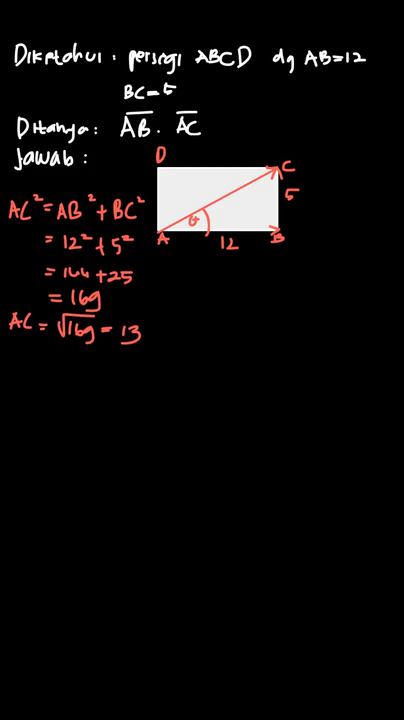 Diketahui : persegi ABCD dg AB=12
BC=5
Ditanya : AB . AC
Jawab :
D
C
5
θ
A
12
B
AC² = AB² + BC²
= 12² + 5²
= 144 + 25
= 169
AC = √169 = 13